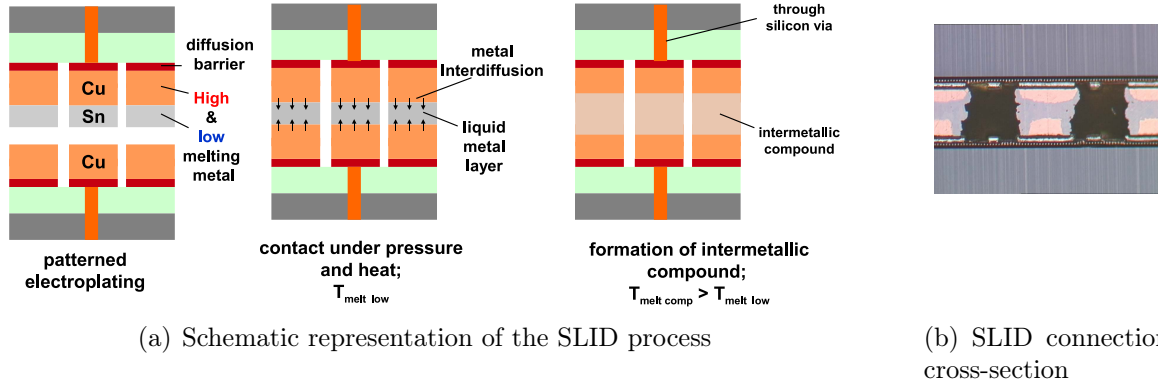 diffusion
barrier
Cu
High
Sn
&
low
melting
metal
Cu
patterned
electroplating
metal
Interdiffusion
liquid
metal
layer
contact under pressure
and heat;
T melt low
through
silicon via
intermetallic
compound
formation of intermetallic
compound;
T melt comp > T melt low
(a) Schematic representation of the SLID process
(b) SLID connection
cross-section